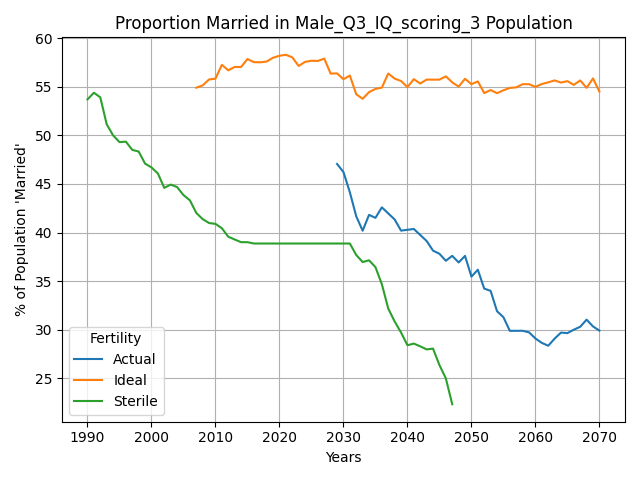 Proportion Married in Male_Q3_IQ_scoring_3 Population
% of Population 'Married'
60
55
50
45
40
35
30
25
Fertility
Actual
Ideal
Sterile
1990 2000 2010 2020 2030 2040 2050 2060 2070
Years